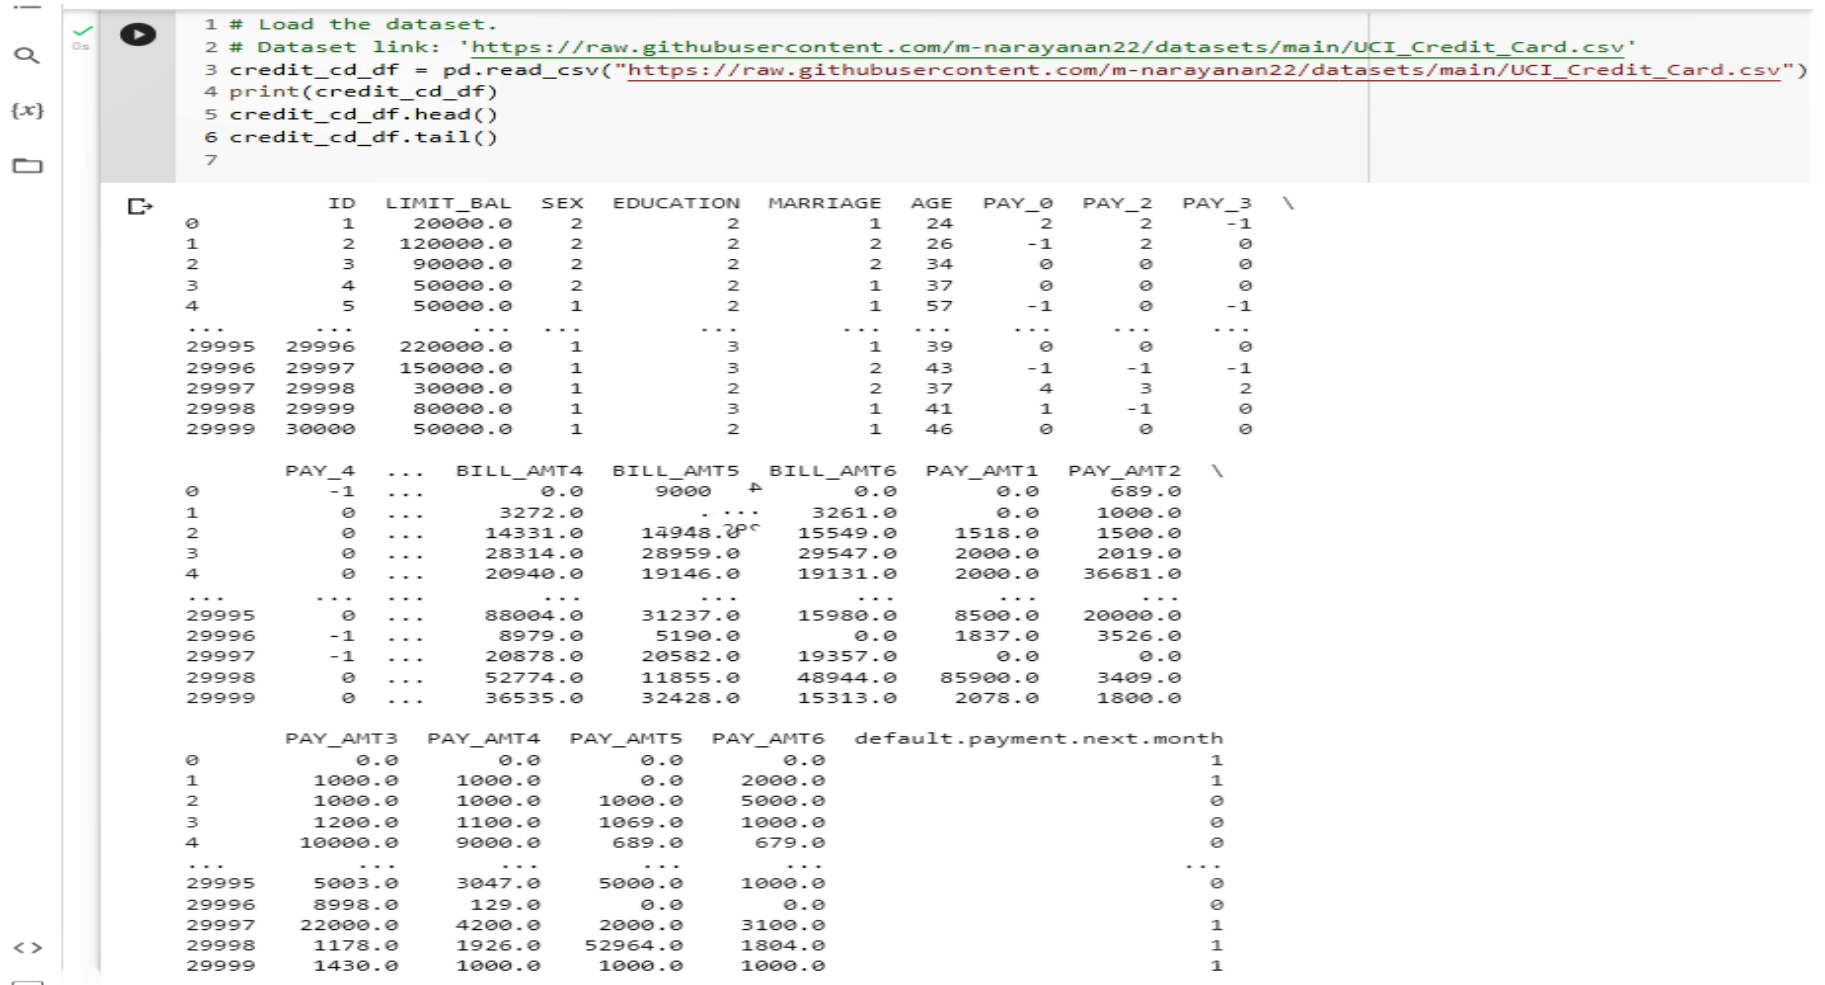 0s
{x}
<>
1 # Load the dataset.
2 # Dataset link: 'https://raw.githubusercontent.com/m-narayanan22/datasets/main/UCI_Credit_Card.csv'
3 credit_cd_df = pd.read_csv("https://raw.githubusercontent.com/m-narayanan22/datasets/main/UCI_Credit_Card.csv")
4 print(credit_cd_df)
5 credit_cd_df.head()
6 credit_cd_df.tail()
7
ID LIMIT_BAL SEX EDUCATION MARRIAGE AGE PAY_0 PAY_2 PAY_3 \
0 1 20000.0 2 2 1 24 2 2 -1
1 2 120000.0 2 2 2 26 -1 2 0
2 3 90000.0 2 2 2 34 0 0 0
3 4 50000.0 2 2 1 37 0 0 0
4 5 50000.0 1 2 1 57 -1 0 -1
... ... ... ... ... ... ... ... ... ...
29995 29996 220000.0 1 3 1 39 0 0 0
29996 29997 150000.0 1 3 2 43 -1 -1 -1
29997 29998 30000.0 1 2 2 37 4 3 2
29998 29999 80000.0 1 3 1 41 1 -1 0
29999 30000 50000.0 1 2 1 46 0 0 0
PAY_4 ... BILL_AMT4 BILL_AMT5 BILL_AMT6 PAY_AMT1 PAY_AMT2 \
0 -1 ... 0.0 9000 0.0 0.0 689.0
1 0 ... 3272.0 3261.0 0.0 1000.0
2 0 ... 14331.0 14948.0 15549.0 1518.0 1500.0
3 0 ... 28314.0 28959.0 29547.0 2000.0 2019.0
4 0 ... 20940.0 19146.0 19131.0 2000.0 36681.0
... ... ... ... ... ... ... ...
29995 0 ... 88004.0 31237.0 15980.0 8500.0 20000.0
29996 -1 ... 8979.0 5190.0 0.0 1837.0 3526.0
29997 -1 ... 20878.0 20582.0 19357.0 0.0 0.0
29998 0 ... 52774.0 11855.0 48944.0 85900.0 3409.0
29999 0 ... 36535.0 32428.0 15313.0 2078.0 1800.0
PAY_AMT3 PAY_AMT4 PAY_AMT5 PAY_AMT6 default.payment.next.month
0 0.0 0.0 0.0 0.0 1
1 1000.0 1000.0 0.0 2000.0 1
2 1000.0 1000.0 1000.0 5000.0 0
3 1200.0 1100.0 1069.0 1000.0 0
4 10000.0 9000.0 689.0 679.0 0
... ... ... ... ... ...
29995 5003.0 3047.0 5000.0 1000.0 0
29996 8998.0 129.0 0.0 0.0 0
29997 22000.0 4200.0 2000.0 3100.0 1
29998 1178.0 1926.0 52964.0 1804.0 1
29999 1430.0 1000.0 1000.0 1000.0 1